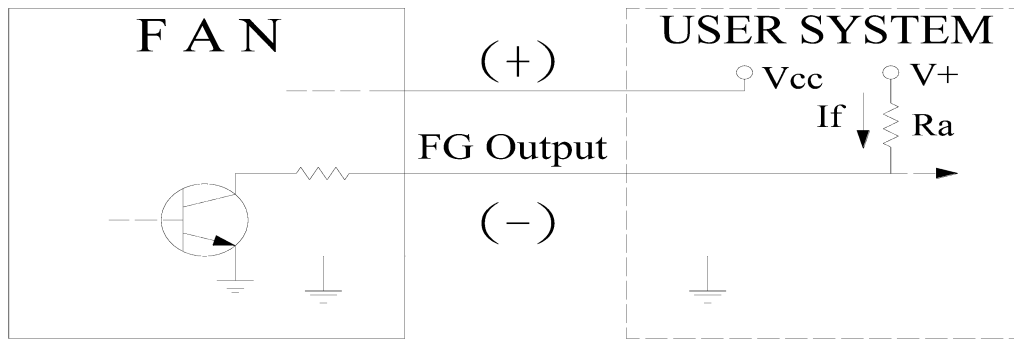 F A N
USER SYSTEM
(+)
Vcc
V+
If
Ra
FG Output
(−)